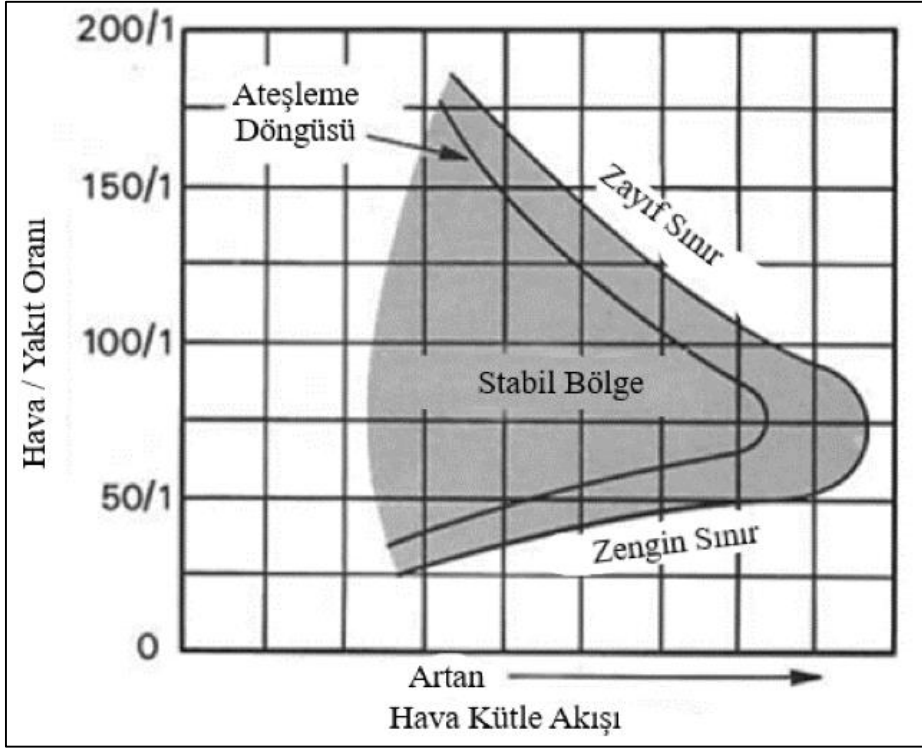 200/1
Ateşleme
Döngüsü
150/1
Zayıf Sınır
Hava / Yakıt Oranı
100/1
Stabil Bölge
50/1
Zengin Sınır
0
Artan
Hava Kütle Akışı